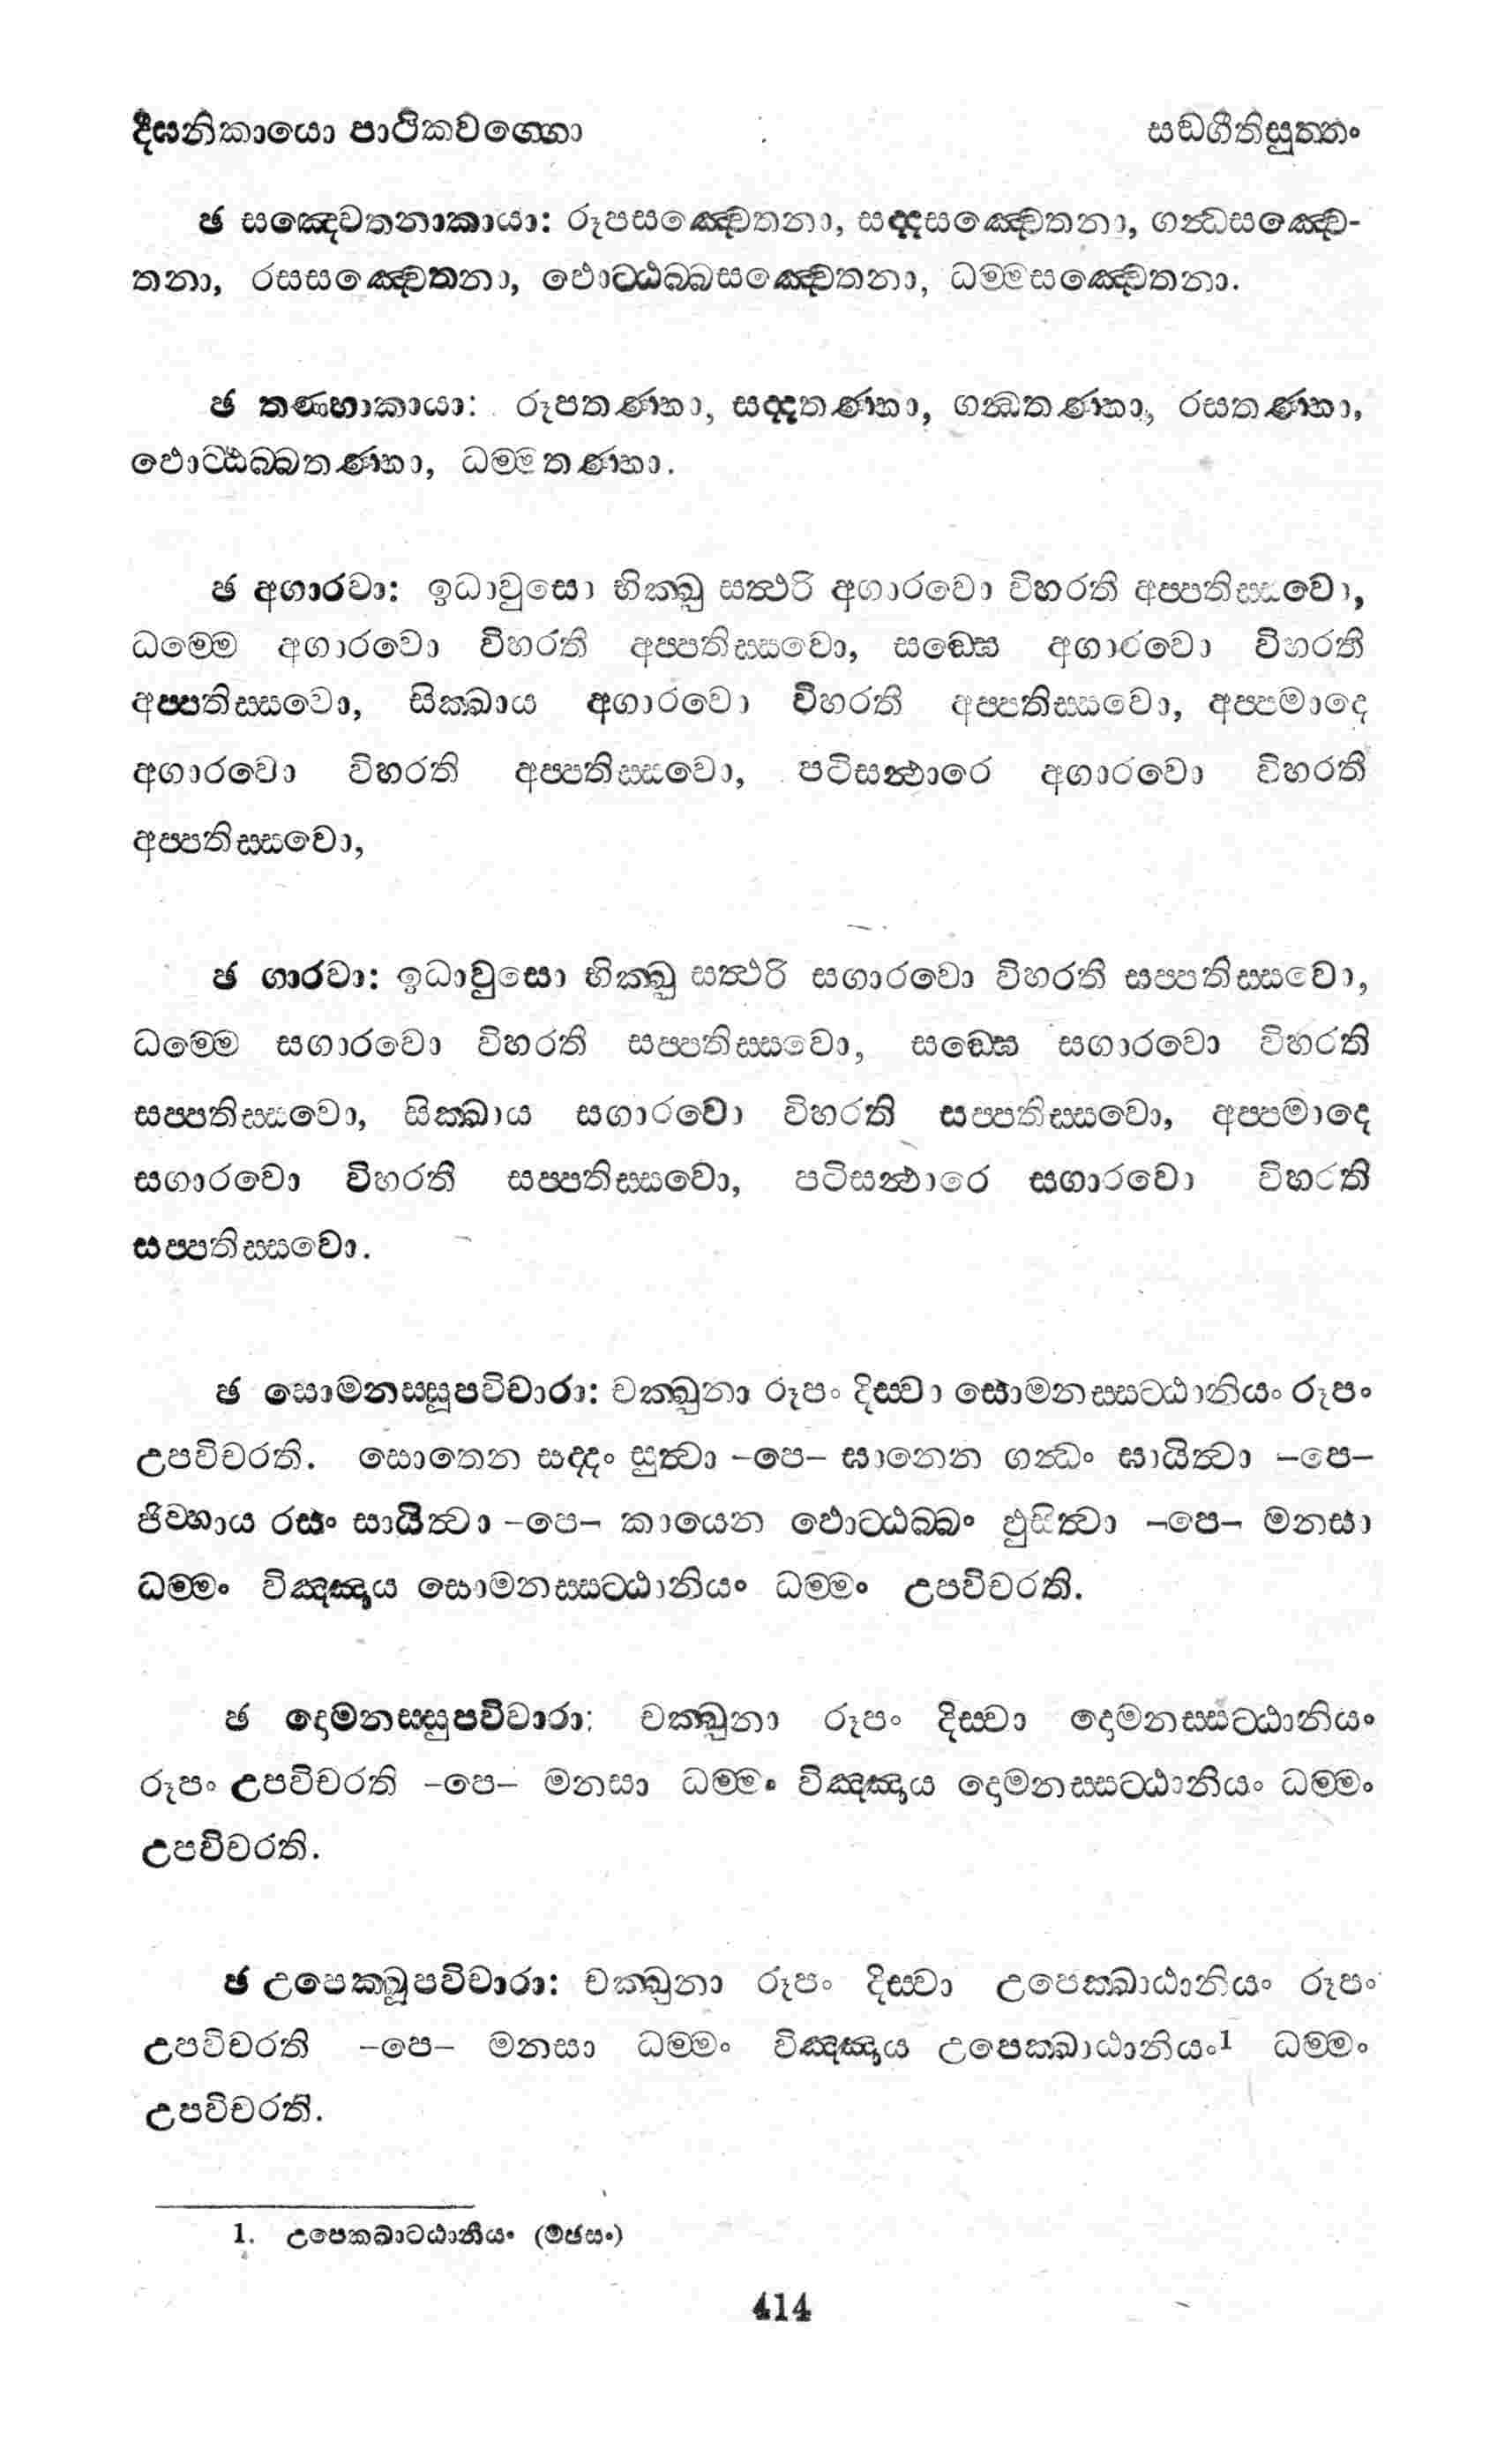 දීඝනිකායො පාථිකවග්ගො සඞගීතිසුත්තං
ඡ සඤ්චෙතනාකායා: රූපසඤ්චෙතනා, සද්දසඤ්චෙතනා, ගන්ධසඤ්චෙ-
තනා, රසසඤ්චෙතනා, ඵොට්ඨබ්බසඤ්චෙතනා, ධම්මසඤ්චෙතනා.
ඡ තණ්හාකායා: රූපතණ්හා, සද්දතණ්හා, ගන්ධතණ්හා, රසතණ්හා,
ඵොට්ඨබ්බතණ්හා, ධම්මතණ්හා.
ඡ අගාරවා: ඉධාවුසො භික්ඛු සත්ථරි අගාරවො විහරති අප්පතිස්සවො,
ධම්මෙ අගාරවො විහරති අප්පතිස්සවො, සඞ්ඝෙ අගාරවො විහරති
අප්පතිස්සවො, සික්ඛාය අගාරවො විහරති අප්පතිස්සවො, අප්පමාදෙ
අගාරවො විහරති අප්පතිස්සවො, පටිසන්ථාරෙ අගාරවො විහරති
අප්පතිස්සවො,
ඡ ගාරවා: ඉධාවුසො භික්ඛු සත්ථරි සගාරවො විහරති සප්පතිස්සවො,
ධම්මෙ සගාරවො විහරති සප්පතිස්සවො, සඞ්ඝෙ සගාරවො විහරති
සප්පතිස්සවො, සික්ඛාය සගාරවො විහරති සප්පතිස්සවො, අප්පමාදෙ
සගාරවො විහරති සප්පතිස්සවො, පටිසන්ථාරෙ සගාරවො විහරති
සප්පතිස්සවො.
ඡ සොමනස්සූපවිචාරා: චක්ඛුනා රූපං දිස්වා සොමනස්සට්ඨානියං රූපං
උපවිචරති. සොතෙන සද්දං සුත්වා –පෙ– ඝානෙන ගන්ධං ඝායිත්වා –පෙ–
ජිව්හාය රසං සායිත්වා –පෙ– කායෙන ඵොට්ඨබ්බං ඵුසිත්වා –පෙ– මනසා
ධම්මං විඤ්ඤාය සොමනස්සට්ඨානියං ධම්මං උපවිචරති.
ඡ දොමනස්සුපවිචාරා: චක්ඛුනා රූපං දිස්වා දොමනස්සට්ඨානියං
රූපං උපවිචරති –පෙ– මනසා ධම්මං විඤ්ඤාය දොමනස්සට්ඨානියං ධම්මං
උපවිචරති.
ඡ උපෙක්ඛූපවිචාරා: චක්ඛුනා රූපං දිස්වා උපෙක්ඛාඨානියං රූපං
උපවිචරති –පෙ– මනසා ධම්මං විඤ්ඤාය උපෙක්ඛාඨානියං1 ධම්මං
උපවිචරති.
1. උපෙක්ඛාට්ඨානීයං (මඡසං)
414